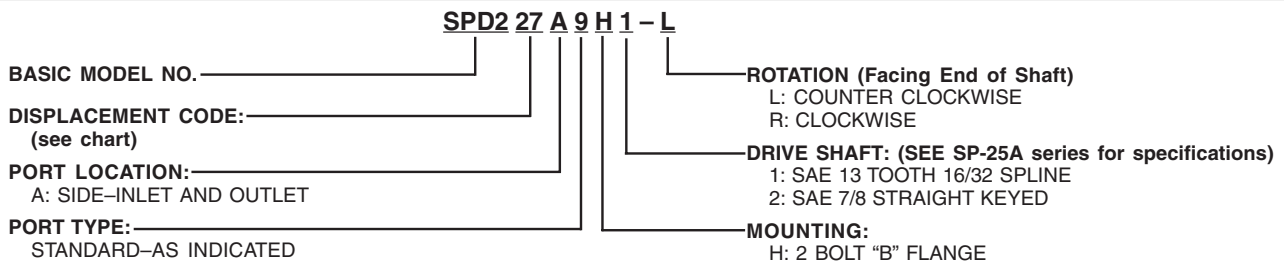 SPD2 27 A 9 H 1 – L
BASIC MODEL NO.
DISPLACEMENT CODE:
(see chart)
PORT LOCATION:
A: SIDE–INLET AND OUTLET
PORT TYPE:
STANDARD–AS INDICATED
ROTATION (Facing End of Shaft)
L: COUNTER CLOCKWISE
R: CLOCKWISE
DRIVE SHAFT: (SEE SP-25A series for specifications)
1: SAE 13 TOOTH 16/32 SPLINE
2: SAE 7/8 STRAIGHT KEYED
MOUNTING:
H: 2 BOLT “B” FLANGE